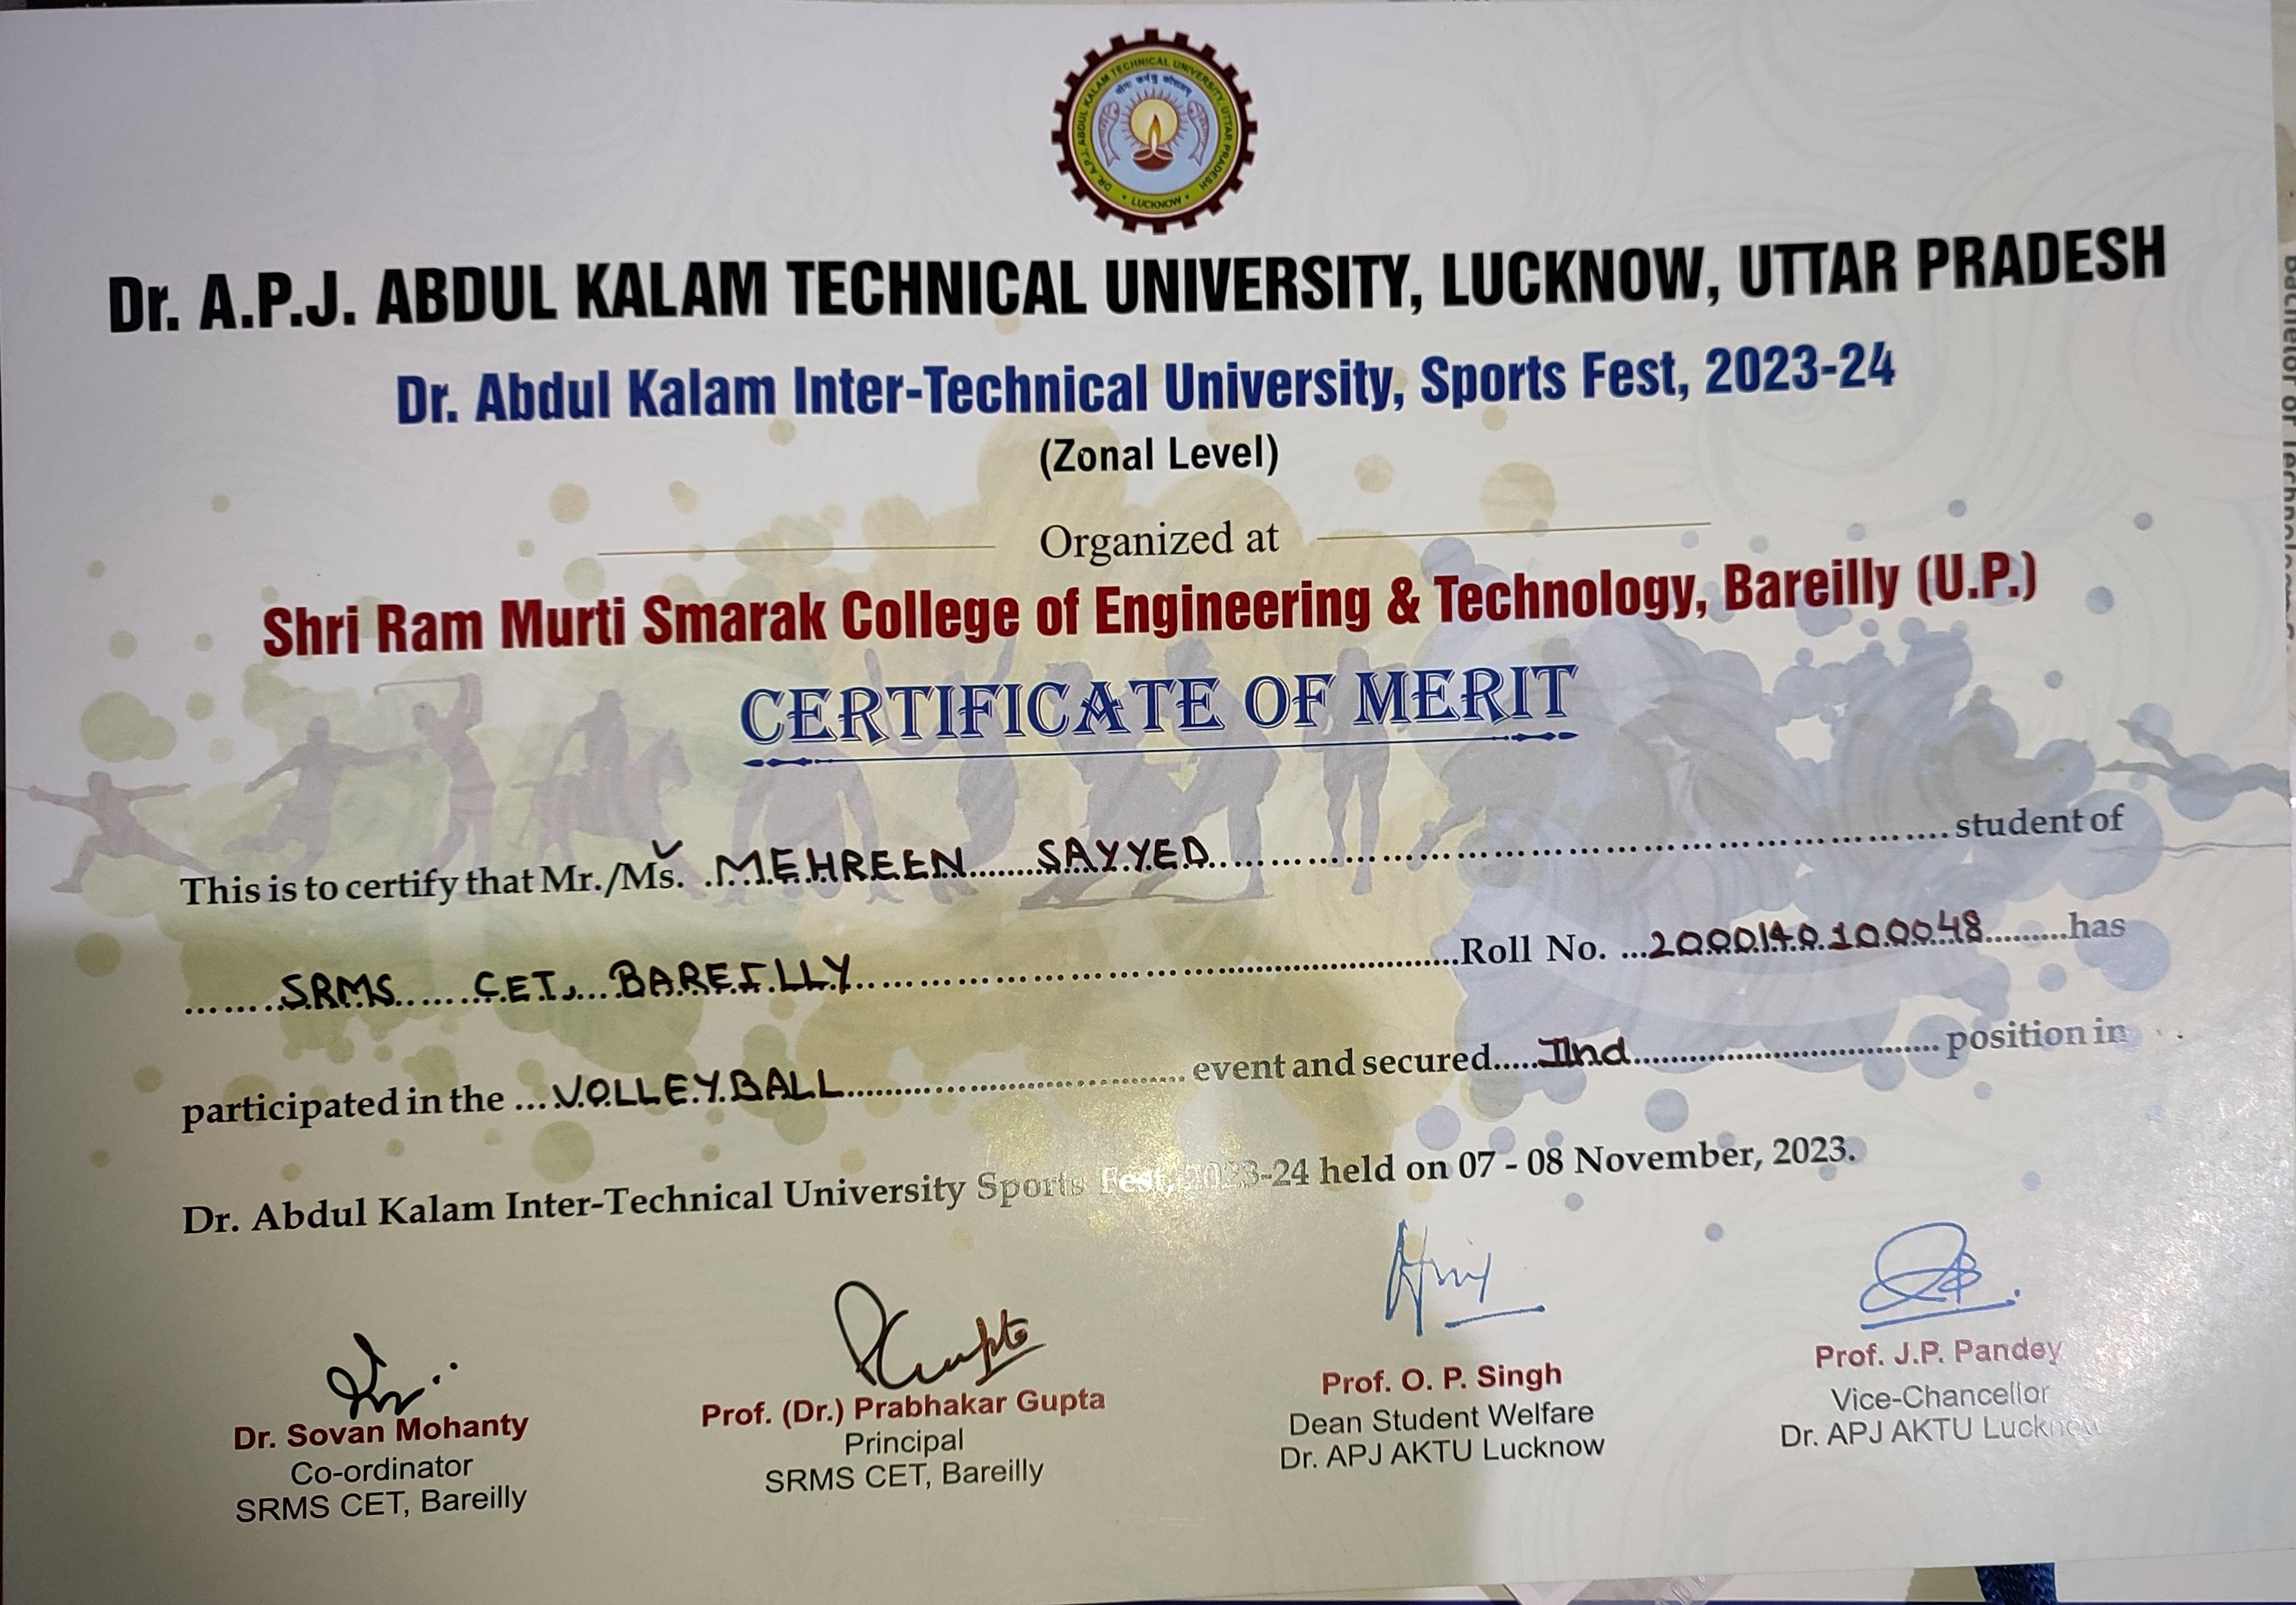 DR. A.P.J. ABDUL KALAM TECHNICAL UNIVERSITY, UTTAR PRADESH
• LUCKNOW •
Dr. A.P.J. ABDUL KALAM TECHNICAL UNIVERSITY, LUCKNOW, UTTAR PRADESH
Dr. Abdul Kalam Inter-Technical University, Sports Fest, 2023-24
(Zonal Level)
Organized at
Shri Ram Murti Smarak College of Engineering & Technology, Bareilly (U.P.)
CERTIFICATE OF MERIT
This is to certify that Mr./Ms. MEHREEN SAYYED student of
SRMS CET, BAREILLY Roll No. 2000140100048 has
participated in the VOLLEYBALL event and secured IInd position in
Dr. Abdul Kalam Inter-Technical University Sports Fest, 2023-24 held on 07 - 08 November, 2023.
PGupta
Dr. Sovan Mohanty
Co-ordinator
SRMS CET, Bareilly
Prof. (Dr.) Prabhakar Gupta
Principal
SRMS CET, Bareilly
Prof. O. P. Singh
Dean Student Welfare
Dr. APJ AKTU Lucknow
Prof. J.P. Pandey
Vice-Chancellor
Dr. APJ AKTU Lucknow
Bachelor of